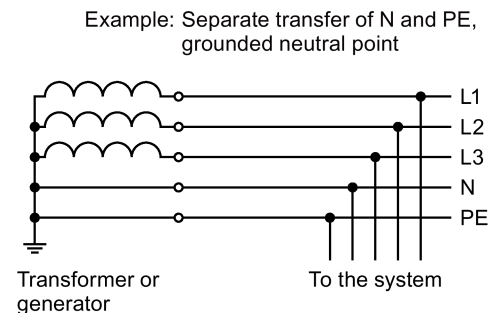 Example: Separate transfer of N and PE,
grounded neutral point
L1
L2
L3
N
PE
Transformer or
generator
To the system